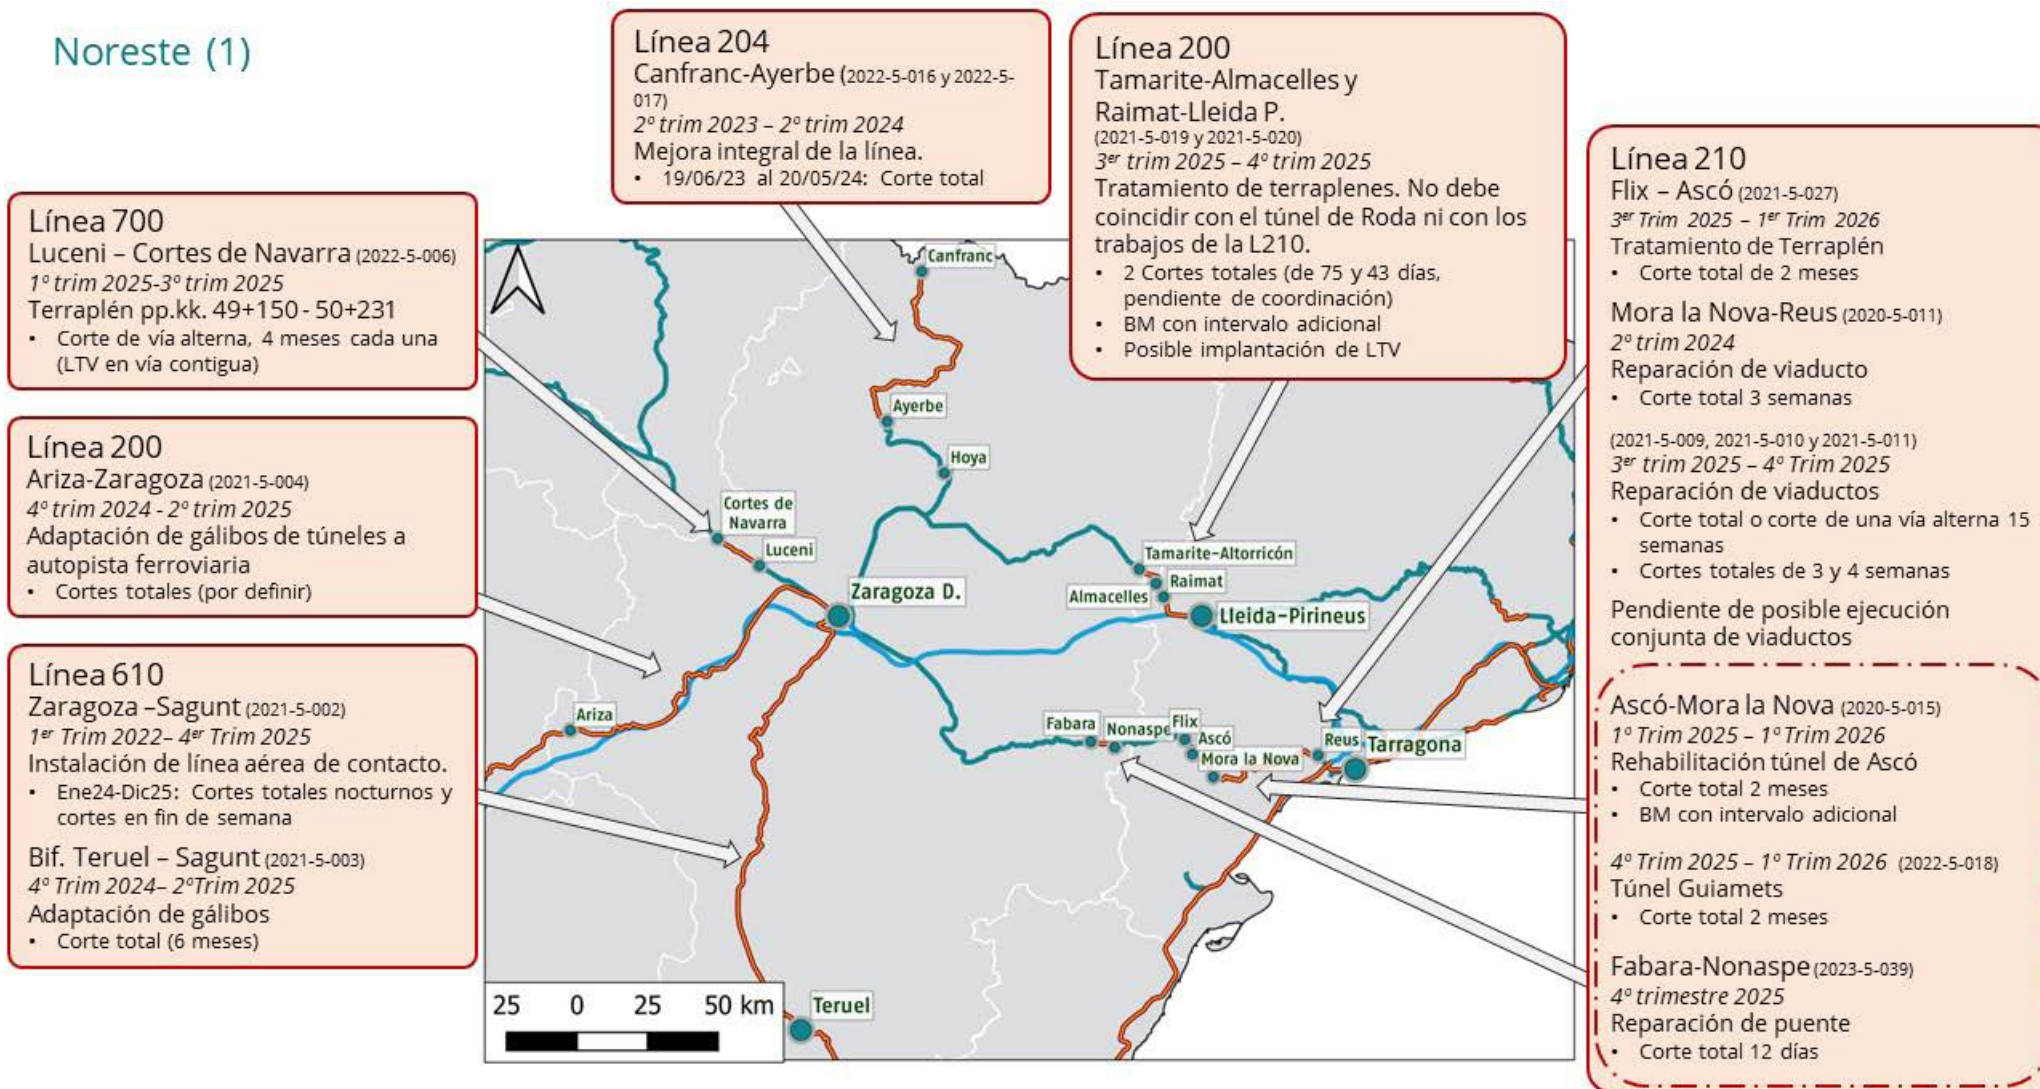 Noreste (1)
Línea 204
Canfranc-Ayerbe (2022-5-016 y 2022-5-
017)
2º trim 2023 – 2º trim 2024
Mejora integral de la línea.
• 19/06/23 al 20/05/24: Corte total
Línea 200
Tamarite-Almacelles y
Raimat-Lleida P.
(2021-5-019 y 2021-5-020)
3er trim 2025 – 4º trim 2025
Tratamiento de terraplenes. No debe
coincidir con el túnel de Roda ni con los
trabajos de la L210.
• 2 Cortes totales (de 75 y 43 días,
pendiente de coordinación)
• BM con intervalo adicional
• Posible implantación de LTV
Línea 700
Luceni – Cortes de Navarra (2022-5-006)
1º trim 2025-3º trim 2025
Terraplén pp.kk. 49+150 - 50+231
• Corte de vía alterna, 4 meses cada una
(LTV en vía contigua)
Línea 200
Ariza-Zaragoza (2021-5-004)
4º trim 2024 - 2º trim 2025
Adaptación de gálibos de túneles a
autopista ferroviaria
• Cortes totales (por definir)
Línea 610
Zaragoza –Sagunt (2021-5-002)
1er Trim 2022– 4er Trim 2025
Instalación de línea aérea de contacto.
• Ene24-Dic25: Cortes totales nocturnos y
cortes en fin de semana
Bif. Teruel – Sagunt (2021-5-003)
4º Trim 2024– 2ºTrim 2025
Adaptación de gálibos
• Corte total (6 meses)
Línea 210
Flix – Ascó (2021-5-027)
3er Trim 2025 – 1er Trim 2026
Tratamiento de Terraplén
• Corte total de 2 meses
Mora la Nova-Reus (2020-5-011)
2º trim 2024
Reparación de viaducto
• Corte total 3 semanas
(2021-5-009, 2021-5-010 y 2021-5-011)
3er trim 2025 – 4º Trim 2025
Reparación de viaductos
• Corte total o corte de una vía alterna 15
semanas
• Cortes totales de 3 y 4 semanas
Pendiente de posible ejecución
conjunta de viaductos
Ascó-Mora la Nova (2020-5-015)
1º Trim 2025 – 1º Trim 2026
Rehabilitación túnel de Ascó
• Corte total 2 meses
• BM con intervalo adicional
4º Trim 2025 – 1º Trim 2026 (2022-5-018)
Túnel Guiamets
• Corte total 2 meses
Fabara-Nonaspe (2023-5-039)
4º trimestre 2025
Reparación de puente
• Corte total 12 días
Canfranc
Ayerbe
Hoya
Cortes de
Navarra
Luceni
Zaragoza D.
Tamarite-Altorricón
Raimat
Almacelles
Lleida-Pirineus
Ariza
Fabara
Nonaspe
Flix
Ascó
Mora la Nova
Reus
Tarragona
Teruel
25 0 25 50 km